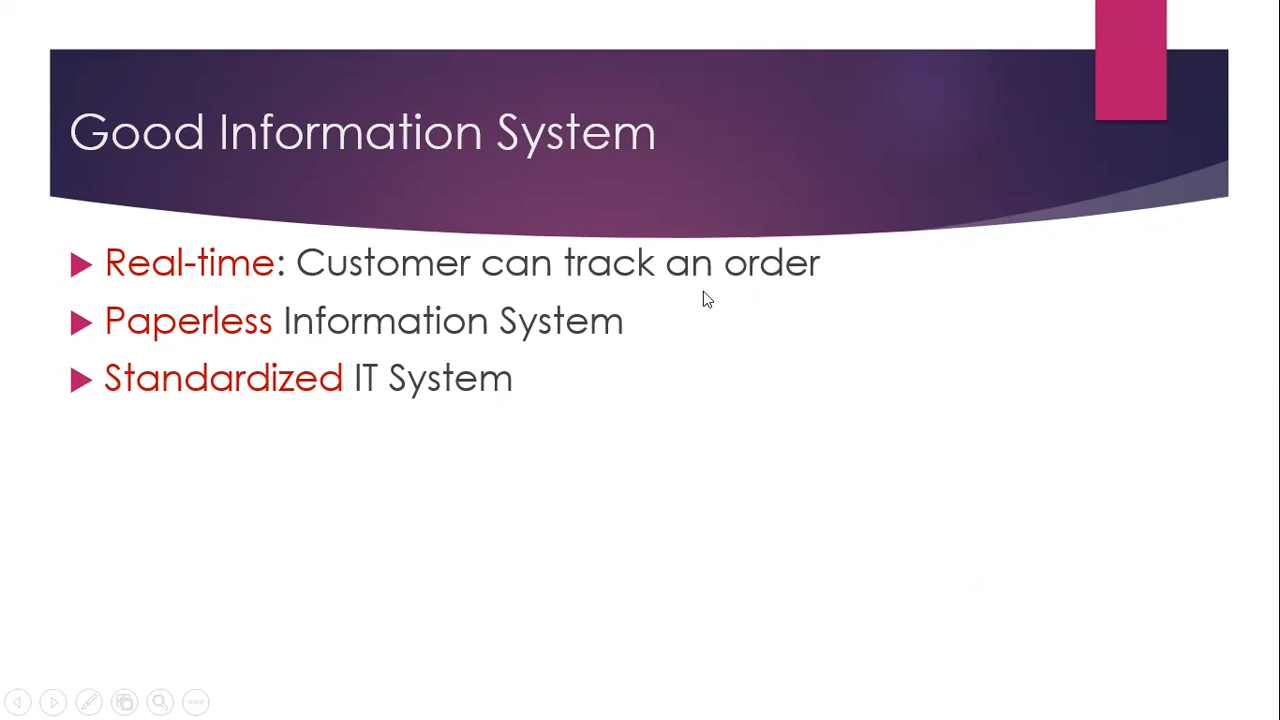 Good Information System
Real-time: Customer can track an order
Paperless Information System
Standardized IT System